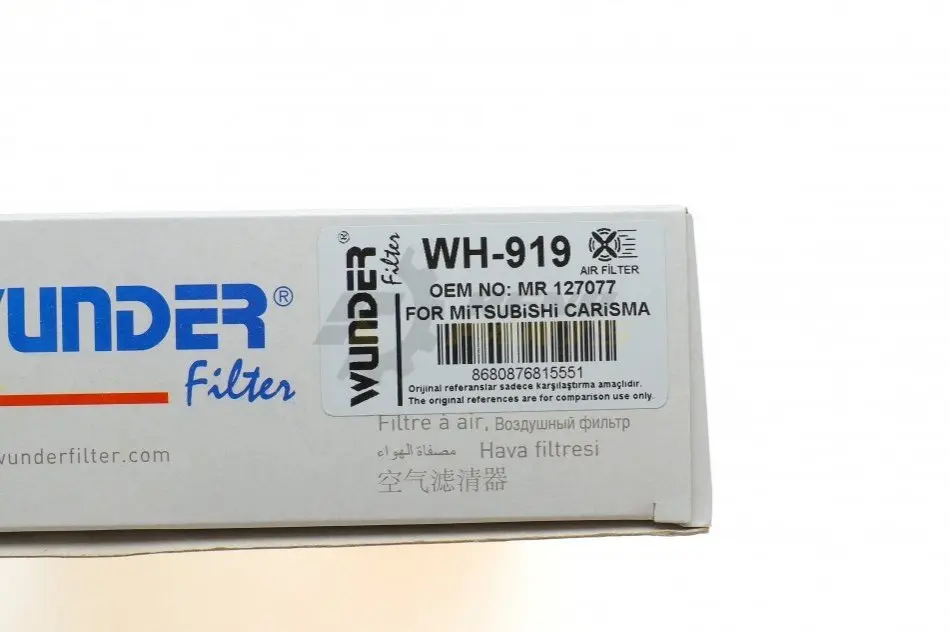 WUNDER®
Filter
wunderfilter.com
WUNDER Filter ®
WH-919
AIR FİLTER
OEM NO: MR 127077
FOR MiTSUBiSHi CARiSMA
8680876815551
Orijinal referanslar sadece karşılaştırma amaçlıdır.
The original references are for comparison use only.
Filtre à air, Воздушный фильтр
مصفاة الهواء Hava filtresi
空气滤清器